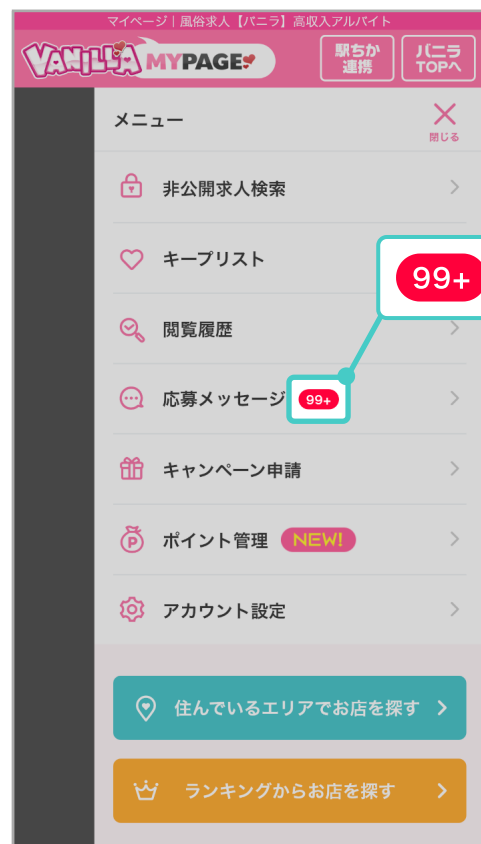 マイページ｜風俗求人【バニラ】高収入アルバイト
VANILLA MYPAGE
駅ちか
連携
バニラ
TOPへ
メニュー
閉じる
非公開求人検索
キープリスト
99+
閲覧履歴
応募メッセージ 99+
キャンペーン申請
ポイント管理 NEW!
アカウント設定
住んでいるエリアでお店を探す
ランキングからお店を探す